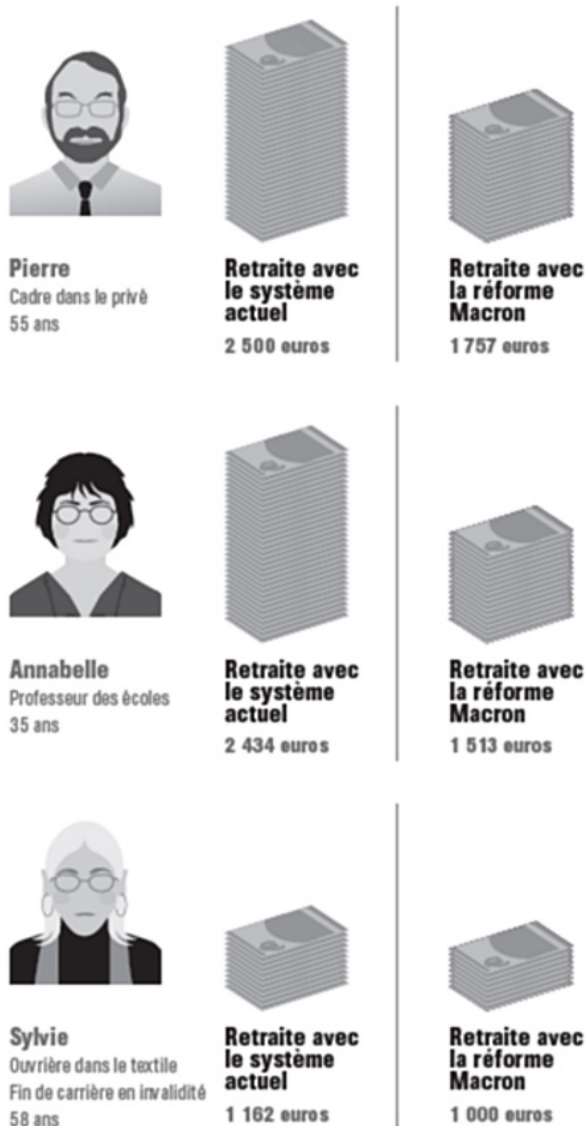 Pierre
Cadre dans le privé
55 ans
Retraite avec
le système
actuel
2 500 euros
Retraite avec
la réforme
Macron
1 757 euros
Annabelle
Professeur des écoles
35 ans
Retraite avec
le système
actuel
2 434 euros
Retraite avec
la réforme
Macron
1 513 euros
Sylvie
Ouvrière dans le textile
Fin de carrière en invalidité
58 ans
Retraite avec
le système
actuel
1 162 euros
Retraite avec
la réforme
Macron
1 000 euros